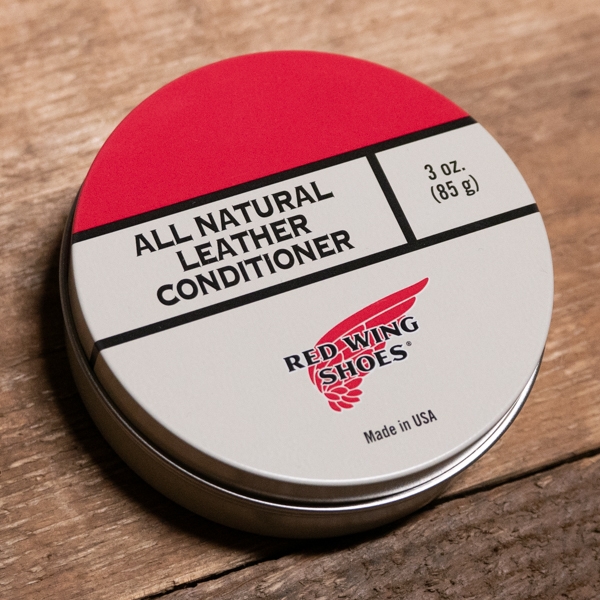 ALL NATURAL
LEATHER
CONDITIONER
3 oz.
(85 g)
RED WING
SHOES®
Made in USA